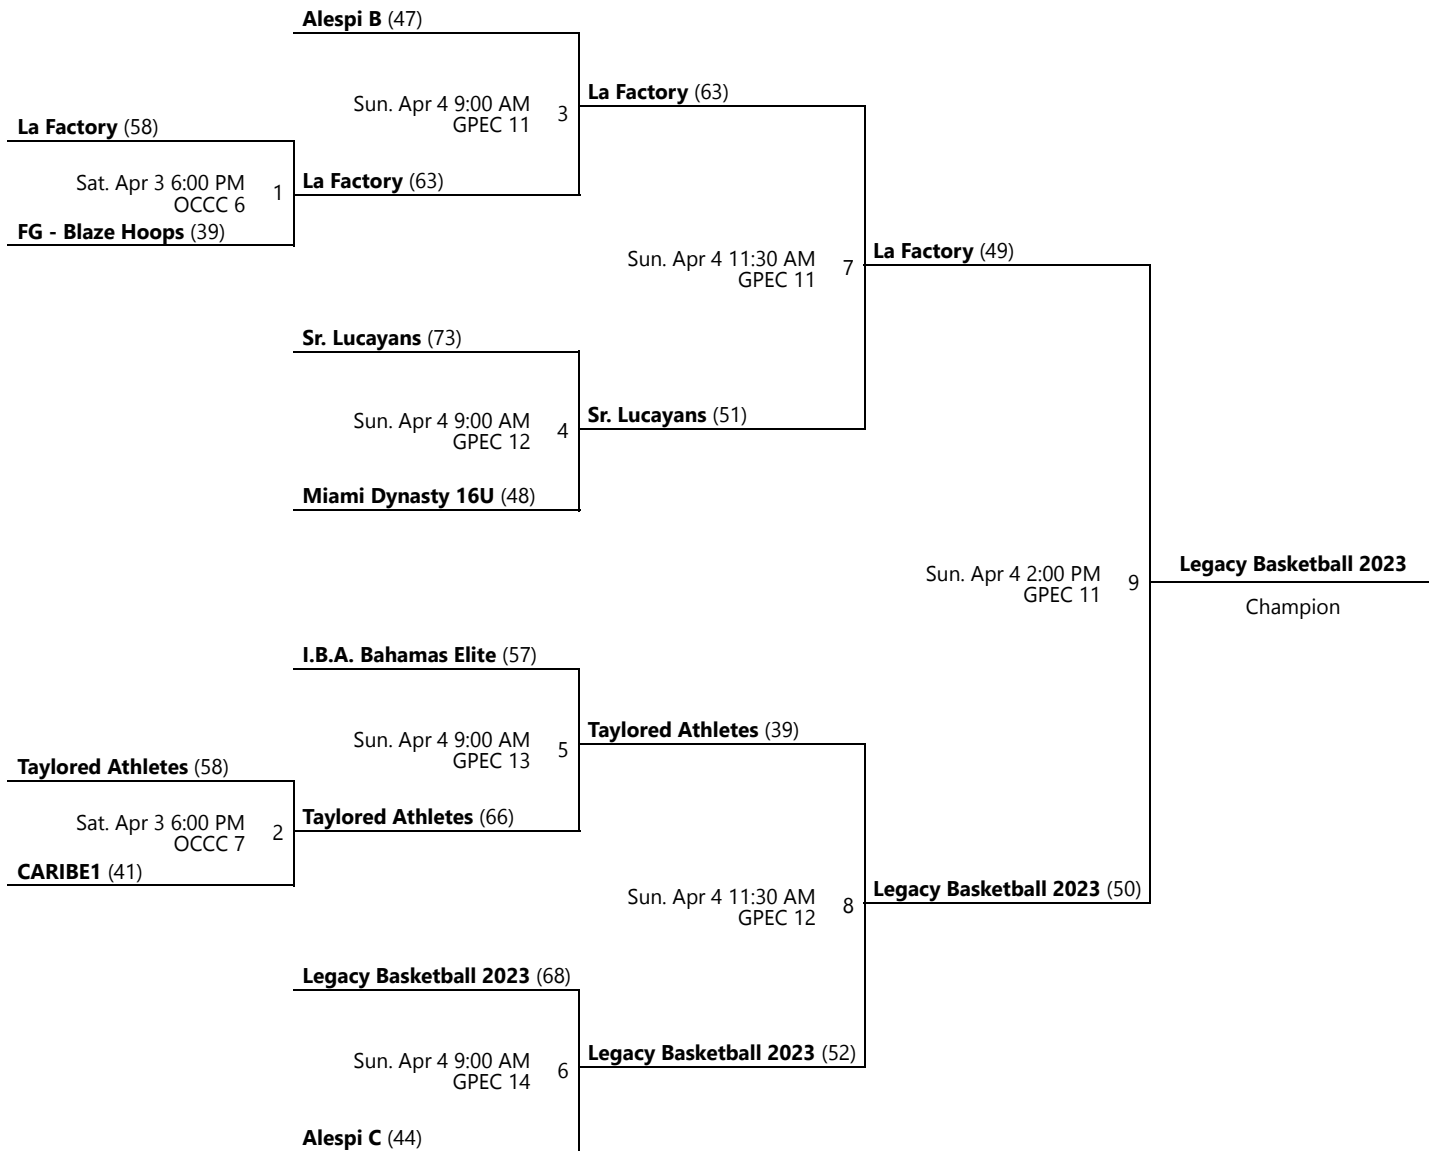 Alespi B (47)
Sun. Apr 4 9:00 AM
GPEC 11
3
La Factory (63)
La Factory (58)
Sat. Apr 3 6:00 PM
OCCC 6
1
La Factory (63)
FG - Blaze Hoops (39)
Sun. Apr 4 11:30 AM
GPEC 11
7
La Factory (49)
Sr. Lucayans (73)
Sun. Apr 4 9:00 AM
GPEC 12
4
Sr. Lucayans (51)
Miami Dynasty 16U (48)
Sun. Apr 4 2:00 PM
GPEC 11
9
Legacy Basketball 2023
Champion
I.B.A. Bahamas Elite (57)
Sun. Apr 4 9:00 AM
GPEC 13
5
Taylored Athletes (39)
Taylored Athletes (58)
Sat. Apr 3 6:00 PM
OCCC 7
2
Taylored Athletes (66)
CARIBE1 (41)
Sun. Apr 4 11:30 AM
GPEC 12
8
Legacy Basketball 2023 (50)
Legacy Basketball 2023 (68)
Sun. Apr 4 9:00 AM
GPEC 14
6
Legacy Basketball 2023 (52)
Alespi C (44)